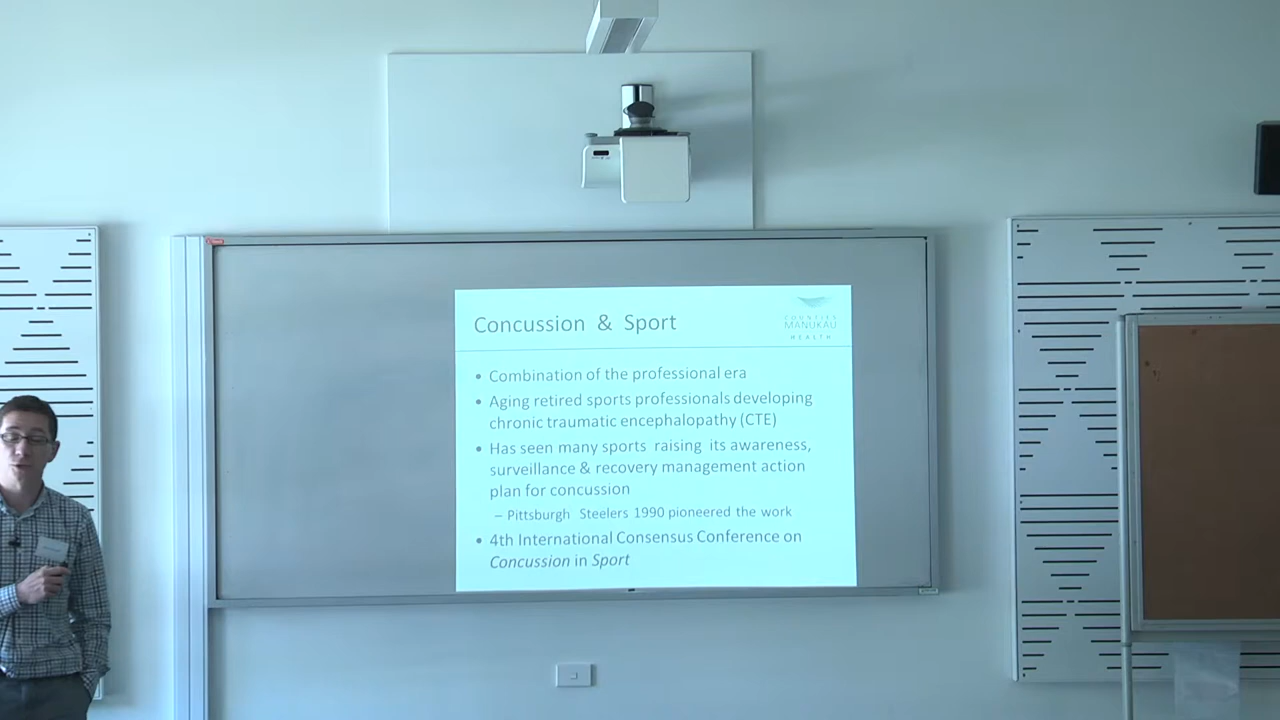 Concussion & Sport
COUNTIES
MANUKAU
HEALTH
• Combination of the professional era
• Aging retired sports professionals developing
chronic traumatic encephalopathy (CTE)
• Has seen many sports raising its awareness,
surveillance & recovery management action
plan for concussion
– Pittsburgh Steelers 1990 pioneered the work
• 4th International Consensus Conference on
Concussion in Sport